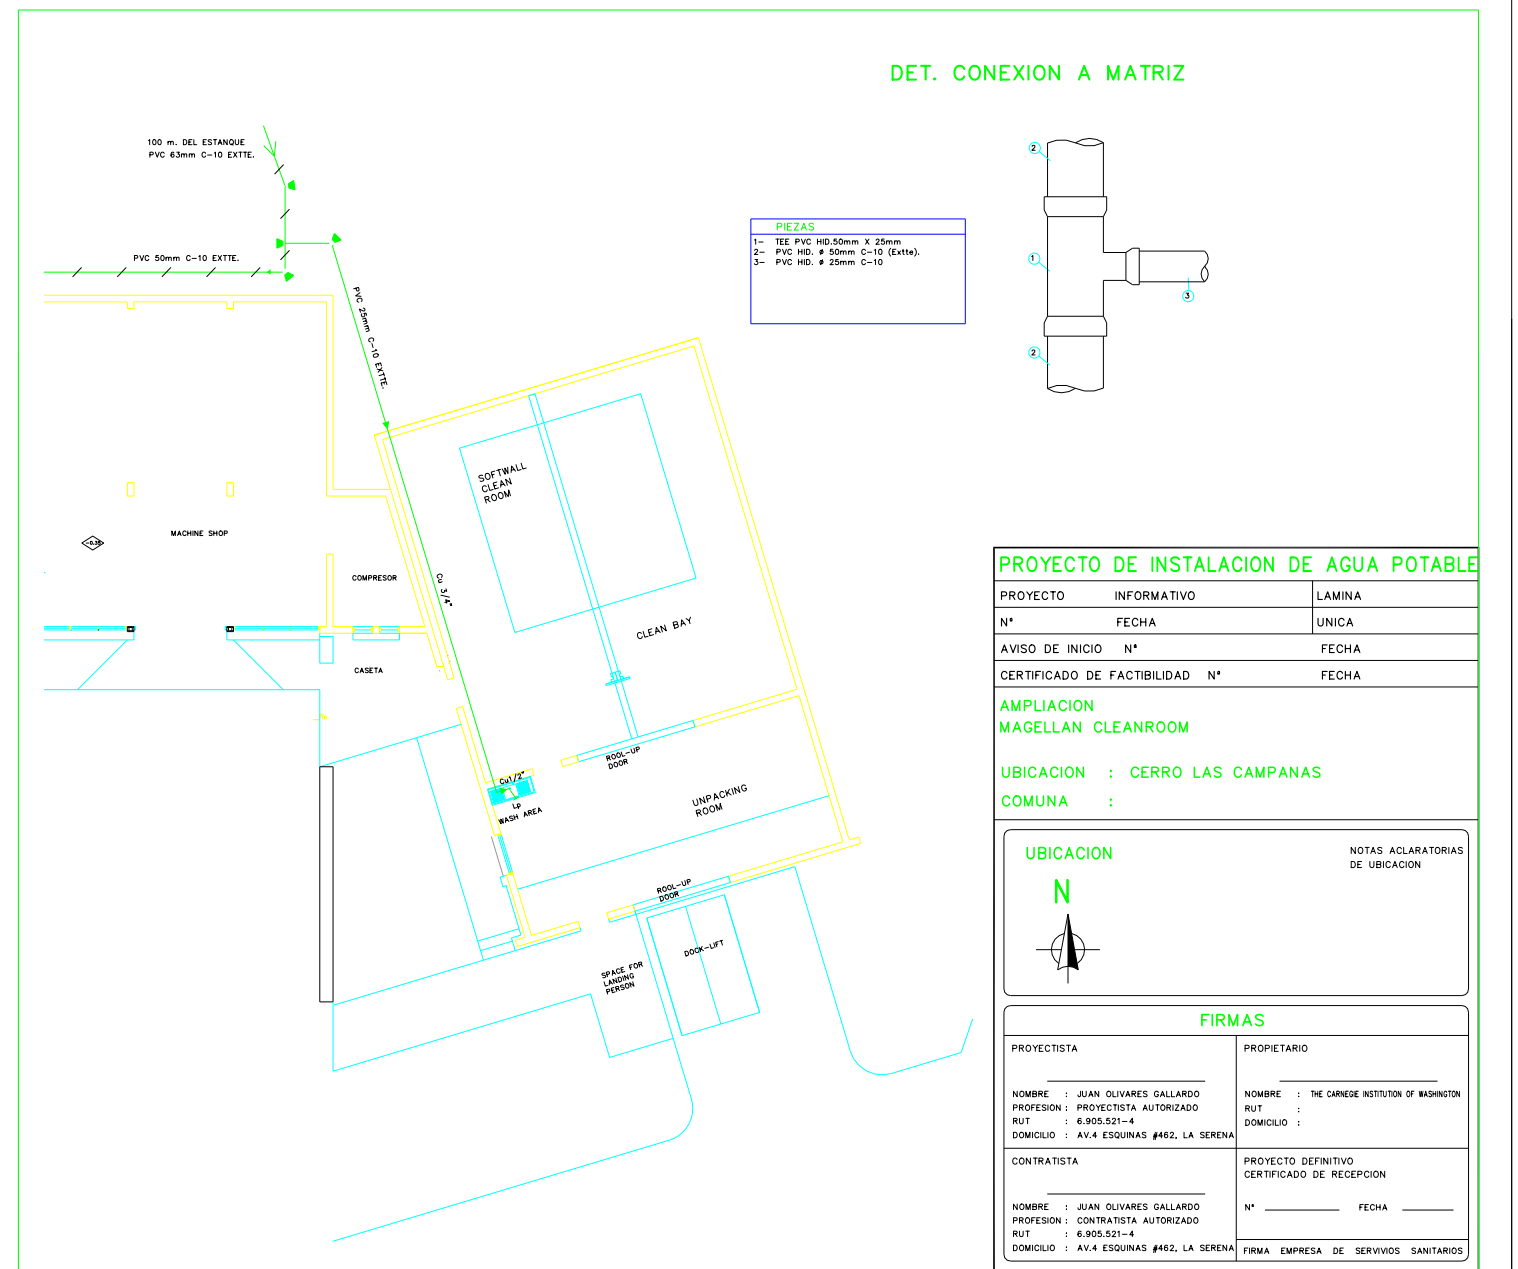 DET. CONEXION A MATRIZ
100 m. DEL ESTANQUE
PVC 63mm C-10 EXTTE.
PVC 50mm C-10 EXTTE.
PVC 25mm C-10 EXTTE.
PIEZAS
1- TEE PVC HID.50mm X 25mm
2- PVC HID. ø 50mm C-10 (Extte).
3- PVC HID. ø 25mm C-10
2
1
3
2
SOFTWALL
CLEAN
ROOM
MACHINE SHOP
-0.35
COMPRESOR
Cu 3/4"
CLEAN BAY
CASETA
ROOL-UP
DOOR
Cu1/2"
Lp
WASH AREA
UNPACKING
ROOM
ROOL-UP
DOOR
DOCK-LIFT
SPACE FOR
LANDING
PERSON
PROYECTO DE INSTALACION DE AGUA POTABLE
PROYECTO INFORMATIVO LAMINA
N° FECHA UNICA
AVISO DE INICIO N° FECHA
CERTIFICADO DE FACTIBILIDAD N° FECHA
AMPLIACION
MAGELLAN CLEANROOM
UBICACION : CERRO LAS CAMPANAS
COMUNA :
UBICACION
NOTAS ACLARATORIAS
DE UBICACION
N
FIRMAS
PROYECTISTA
NOMBRE : JUAN OLIVARES GALLARDO
PROFESION : PROYECTISTA AUTORIZADO
RUT : 6.905.521-4
DOMICILIO : AV.4 ESQUINAS #462, LA SERENA
PROPIETARIO
NOMBRE : THE CARNEGIE INSTITUTION OF WASHINGTON
RUT :
DOMICILIO :
CONTRATISTA
NOMBRE : JUAN OLIVARES GALLARDO
PROFESION : CONTRATISTA AUTORIZADO
RUT : 6.905.521-4
DOMICILIO : AV.4 ESQUINAS #462, LA SERENA
PROYECTO DEFINITIVO
CERTIFICADO DE RECEPCION
N° FECHA
FIRMA EMPRESA DE SERVIVIOS SANITARIOS